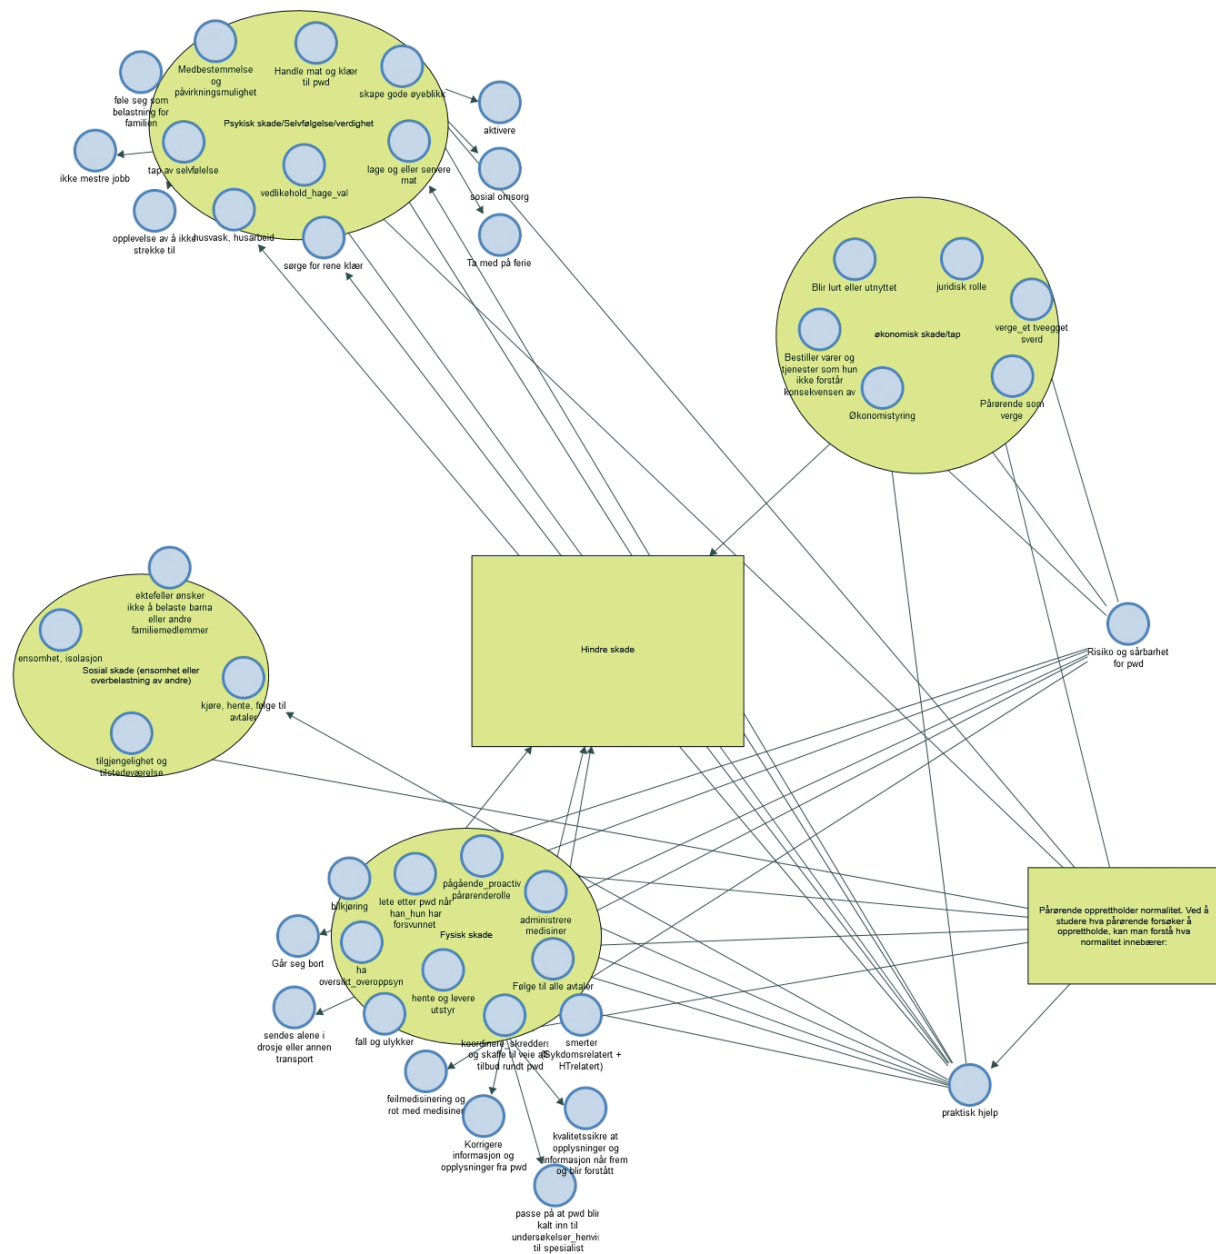 Medbestemmelse
og
påvirkningsmulighet
Handle mat og klær
til pwd
skape gode øyeblikk
føle seg som
belastning for
familien
Psykisk skade/Selvfølgelse/verdighet
aktivere
ikke mestre jobb
tap av selvfølelse
vedlikehold_hage_val
lage og eller servere
mat
sosial omsorg
opplevelse av å ikke
strekke til
husvask, husarbeid
sørge for rene klær
Ta med på ferie
Blir lurt eller utnyttet
juridisk rolle
verge_et tveegget
sverd
økonomisk skade/tap
Bestiller varer og
tjenester som hun
ikke forstår
konsekvensen av
Økonomistyring
Pårørende som
verge
ektefeller ønsker
ikke å belaste barna
eller andre
familiemedlemmer
ensomhet, isolasjon
Sosial skade (ensomhet eller
overbelastning av andre)
kjøre, hente, følge til
avtaler
tilgjengelighet og
tilstedeværelse
Hindre skade
Risiko og sårbarhet
for pwd
bilkjøring
lete etter pwd når
han_hun har
forsvunnet
pågående_proactiv
pårørenderolle
administrere
medisiner
Fysisk skade
Går seg bort
ha
oversikt_overoppsyn
hente og levere
utstyr
Følge til alle avtaler
sendes alene i
drosje eller annen
transport
fall og ulykker
koordinere_skredders
og skaffe til veie alt
tilbud rundt pwd
smerter
(Sykdomsrelatert +
HTrelatert)
feilmedisinering og
rot med medisiner
Korrigere
informasjon og
opplysninger fra pwd
kvalitetssikre at
opplysninger og
informasjon når frem
og blir forstått
passe på at pwd blir
kalt inn til
undersøkelser_henvis
til spesialist
Pårørende opprettholder normalitet. Ved å
studere hva pårørende forsøker å
opprettholde, kan man forstå hva
normalitet innebærer:
praktisk hjelp